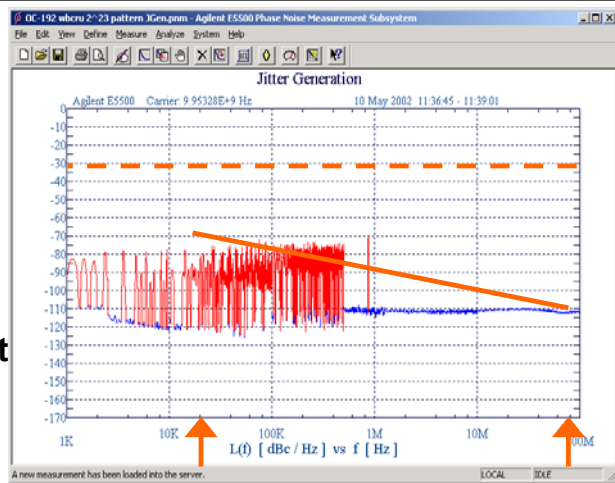 OC-192 wbcru 2^23 pattern JGen.pnm - Agilent E5500 Phase Noise Measurement Subsystem
File Edit View Define Measure Analyze System Help
Jitter Generation
Agilent E5500 Carrier: 9.95328E+9 Hz 10 May 2002 11:36:45 - 11:39:01
0
-10
-20
-30
-40
-50
-60
-70
-80
-90
-100
-110
-120
-130
t
-140
-150
-160
-170
1K 10K 100K 1M 10M 00M
L(f) [ dBc / Hz ] vs f [ Hz ]
A new measurement has been loaded into the server. LOCAL IDLE